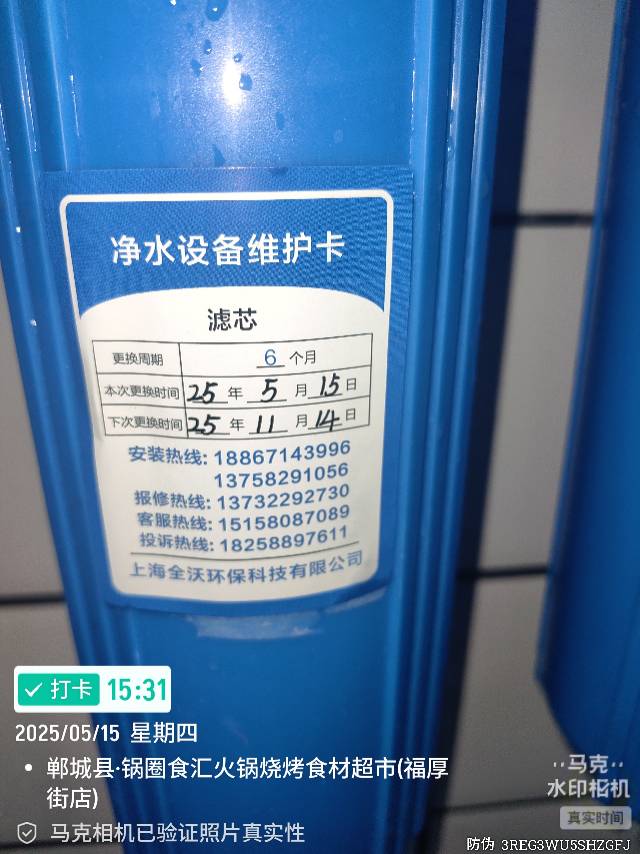 净水设备维护卡
滤芯
更换周期 6 个月
本次更换时间 25 年 5 月 15 日
下次更换时间 25 年 11 月 14 日
安装热线: 18867143996
13758291056
报修热线: 13732292730
客服热线: 15158087089
投诉热线: 18258897611
上海全沃环保科技有限公司
打卡 15:31
2025/05/15 星期四
• 郸城县·锅圈食汇火锅烧烤食材超市(福厚
街店)
马克相机已验证照片真实性
马克
水印相机
真实时间
防伪 3REG3WU5SHZGFJ